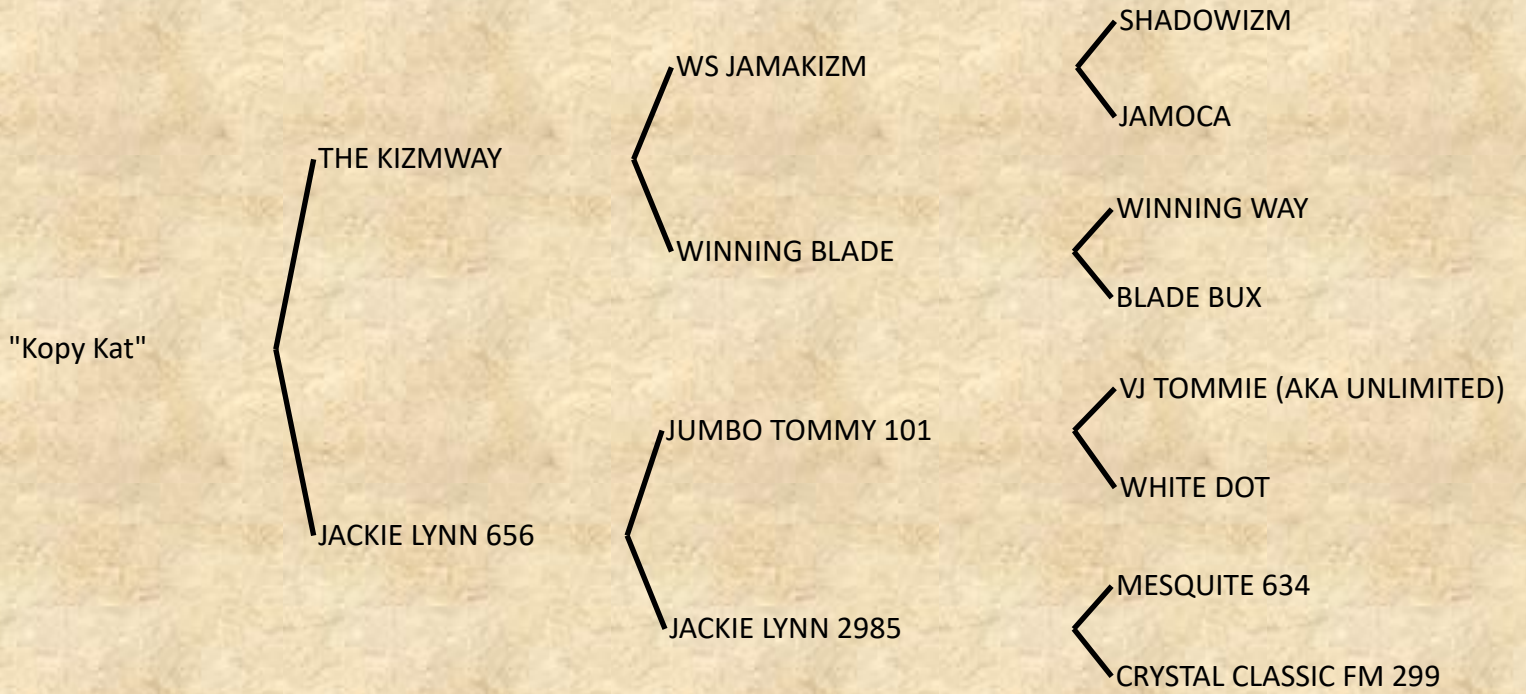 SHADOWIZM
WS JAMAKIZM
JAMOCA
THE KIZMWAY
WINNING WAY
WINNING BLADE
BLADE BUX
"Kopy Kat"
VJ TOMMIE (AKA UNLIMITED)
JUMBO TOMMY 101
WHITE DOT
JACKIE LYNN 656
MESQUITE 634
JACKIE LYNN 2985
CRYSTAL CLASSIC FM 299